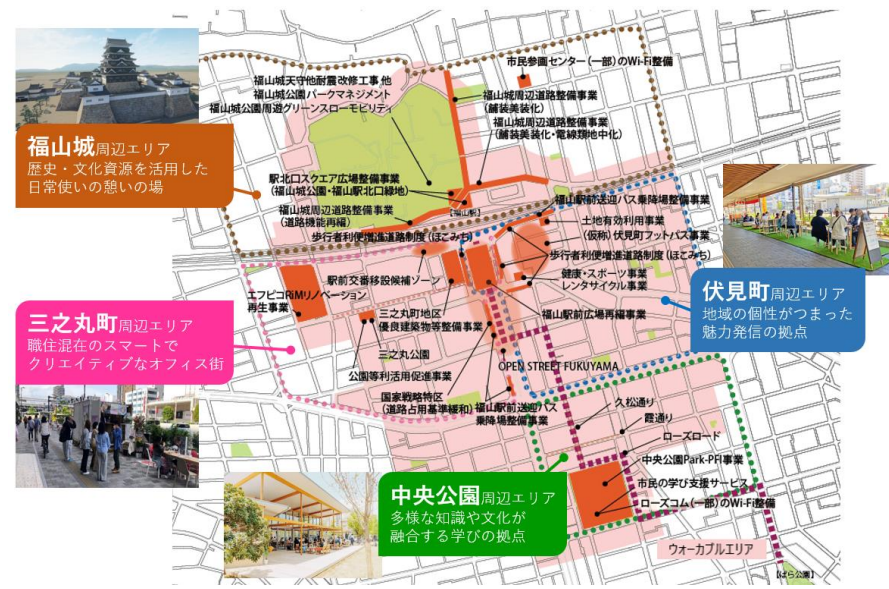 市民参画センター(一部)のWi-Fi整備
福山城天守他耐震改修工事 他
福山城公園パークマネジメント
福山城公園周遊グリーンスローモビリティ
福山城周辺道路整備事業
(舗装美装化)
福山城周辺道路整備事業
(舗装美装化・電線類地中化)
福山城周辺エリア
歴史・文化資源を活用した
日常使いの憩いの場
駅北口スクエア広場整備事業
(福山城公園・福山駅北口緑地)
福山城周辺道路整備事業
(道路機能再編)
【福山駅】
歩行者利便増進道路制度(ほこみち)
福山駅前送迎バス乗降場整備事業
土地有効利用事業
(仮称)伏見町フットパス事業
歩行者利便増進道路制度(ほこみち)
健康・スポーツ事業
レンタサイクル事業
駅前交番移設候補ゾーン
エフピコRiMリノベーション
再生事業
伏見町周辺エリア
地域の個性がつまった
魅力発信の拠点
三之丸町周辺エリア
職住混在のスマートで
クリエイティブなオフィス街
三之丸町地区
優良建築物等整備事業
福山駅前広場再編事業
三之丸公園
公園等利活用促進事業
OPEN STREET FUKUYAMA
国家戦略特区
(道路占用基準緩和)
福山駅前送迎バス
乗降場整備事業
久松通り
霞通り
ローズロード
中央公園Park-PFI事業
市民の学び支援サービス
ローズコム(一部)のWi-Fi整備
中央公園周辺エリア
多様な知識や文化が
融合する学びの拠点
ウォーカブルエリア
【ばら公園】